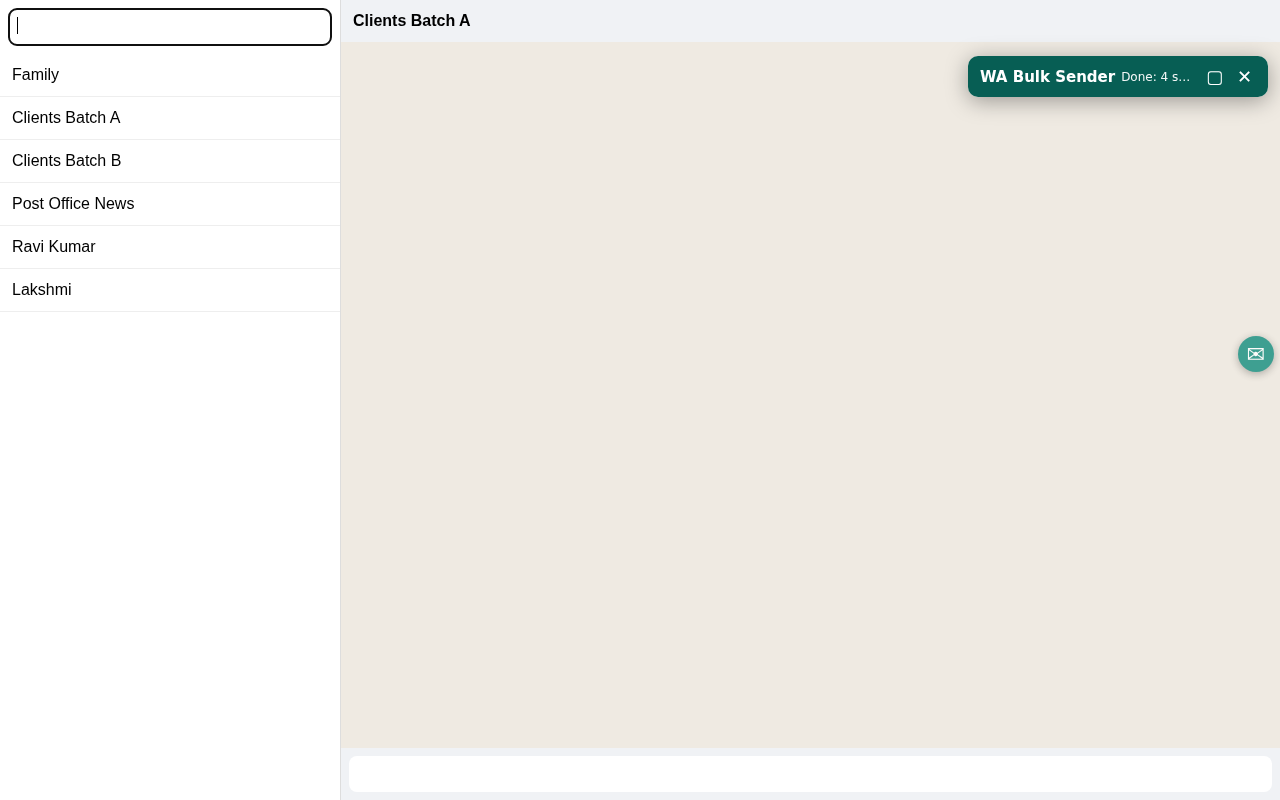 Family
Clients Batch A
Clients Batch B
Post Office News
Ravi Kumar
Lakshmi
Clients Batch A
WA Bulk Sender Done: 4 s...